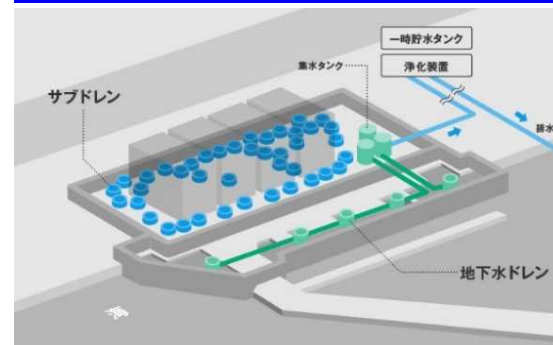 一時貯水タンク
集水タンク
浄化装置
サブドレン
排水
地下水ドレン